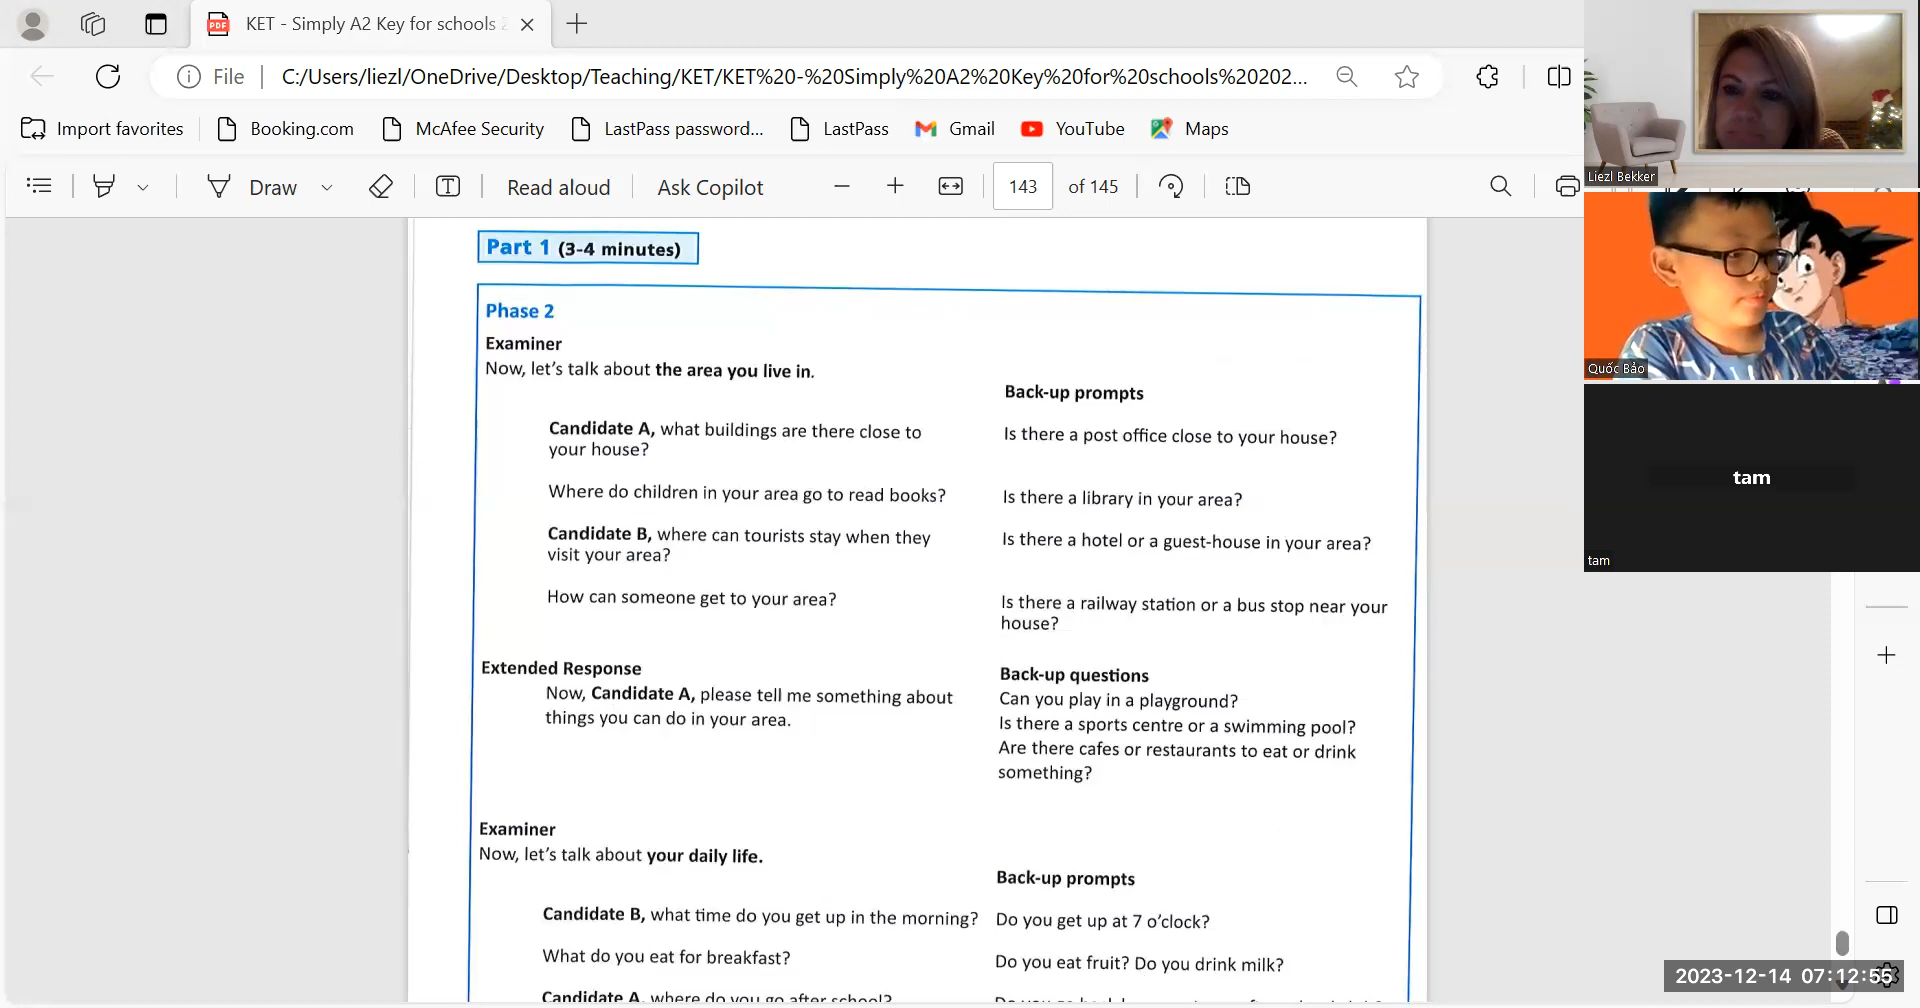 KET - Simply A2 Key for schools
File
C:/Users/liezl/OneDrive/Desktop/Teaching/KET/KET%20-%20Simply%20A2%20Key%20for%20schools%20202...
Import favorites
Booking.com
McAfee Security
LastPass password...
LastPass
Gmail
YouTube
Maps
Draw
Read aloud
Ask Copilot
143
of 145
Part 1 (3-4 minutes)
Phase 2
Examiner
Now, let's talk about the area you live in.
Back-up prompts
Candidate A, what buildings are there close to
your house?
Is there a post office close to your house?
Where do children in your area go to read books?
Is there a library in your area?
Candidate B, where can tourists stay when they
visit your area?
Is there a hotel or a guest-house in your area?
How can someone get to your area?
Is there a railway station or a bus stop near your
house?
Extended Response
Now, Candidate A, please tell me something about
things you can do in your area.
Back-up questions
Can you play in a playground?
Is there a sports centre or a swimming pool?
Are there cafes or restaurants to eat or drink
something?
Examiner
Now, let's talk about your daily life.
Back-up prompts
Candidate B, what time do you get up in the morning?
Do you get up at 7 o'clock?
What do you eat for breakfast?
Do you eat fruit? Do you drink milk?
Candidate A, where do you go after school?
Liezl Bekker
Quốc Bảo
tam
tam
2023-12-14 07:12:55